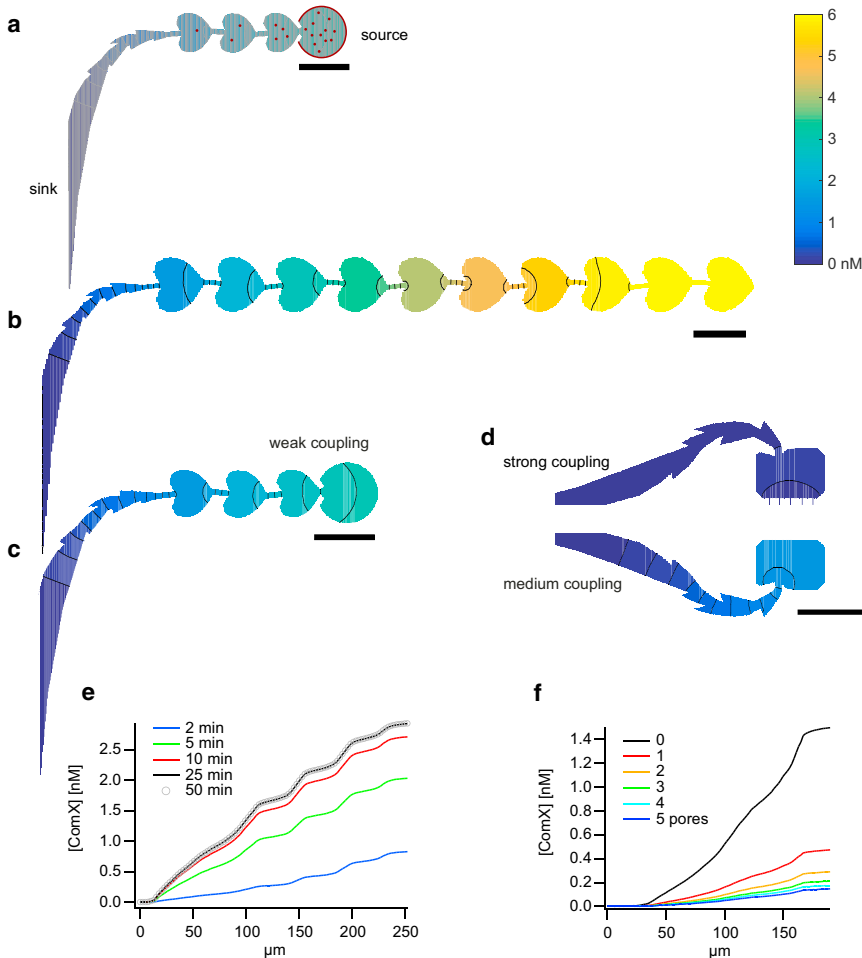 a
source
sink
6
5
4
3
2
1
0 nM
b
weak coupling
c
d
strong coupling
medium coupling
e
2 min
5 min
10 min
25 min
50 min
[ComX] [nM]
2.5
2.0
1.5
1.0
0.5
0.0
0 50 100 150 200 250
µm
f
0
1
2
3
4
5 pores
[ComX] [nM]
1.4
1.2
1.0
0.8
0.6
0.4
0.2
0.0
0 50 100 150
µm